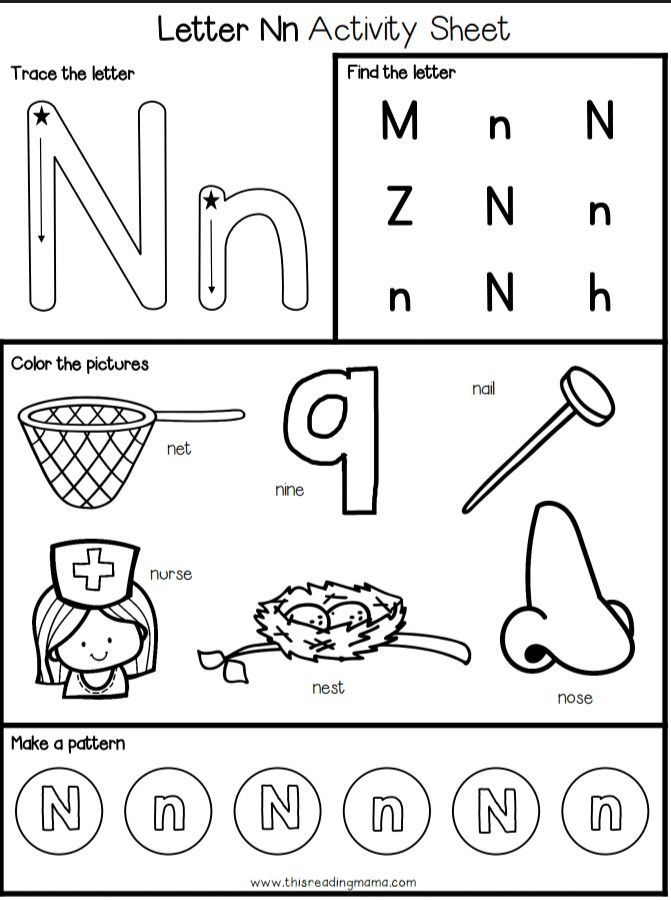 Letter Nn Activity Sheet
Trace the letter
N n
Find the letter
M n N
Z N n
n N h
Color the pictures
net
9
nine
nail
nurse
nest
nose
Make a pattern
N n N n N n
www.thisreadingmama.com